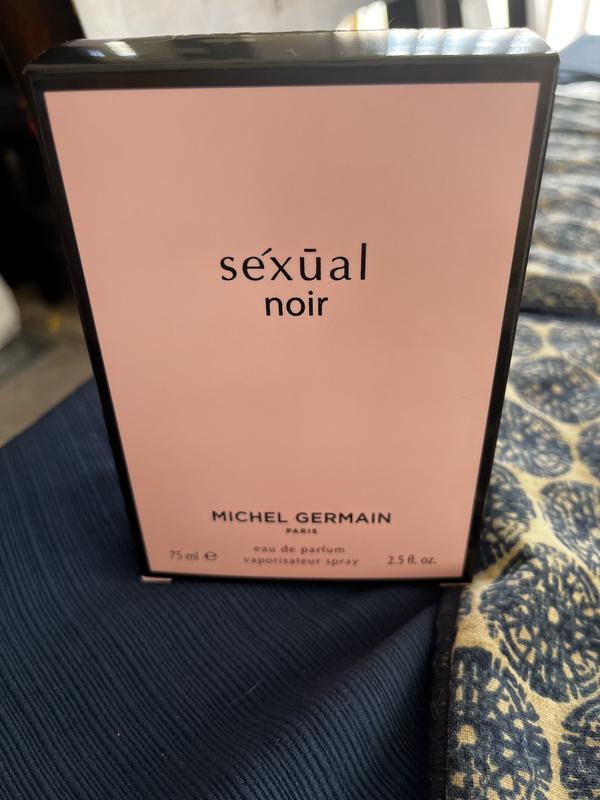 séxūal
noir
MICHEL GERMAIN
PARIS
eau de parfum
75 ml ℮ vaporisateur spray 2.5 fl. oz.